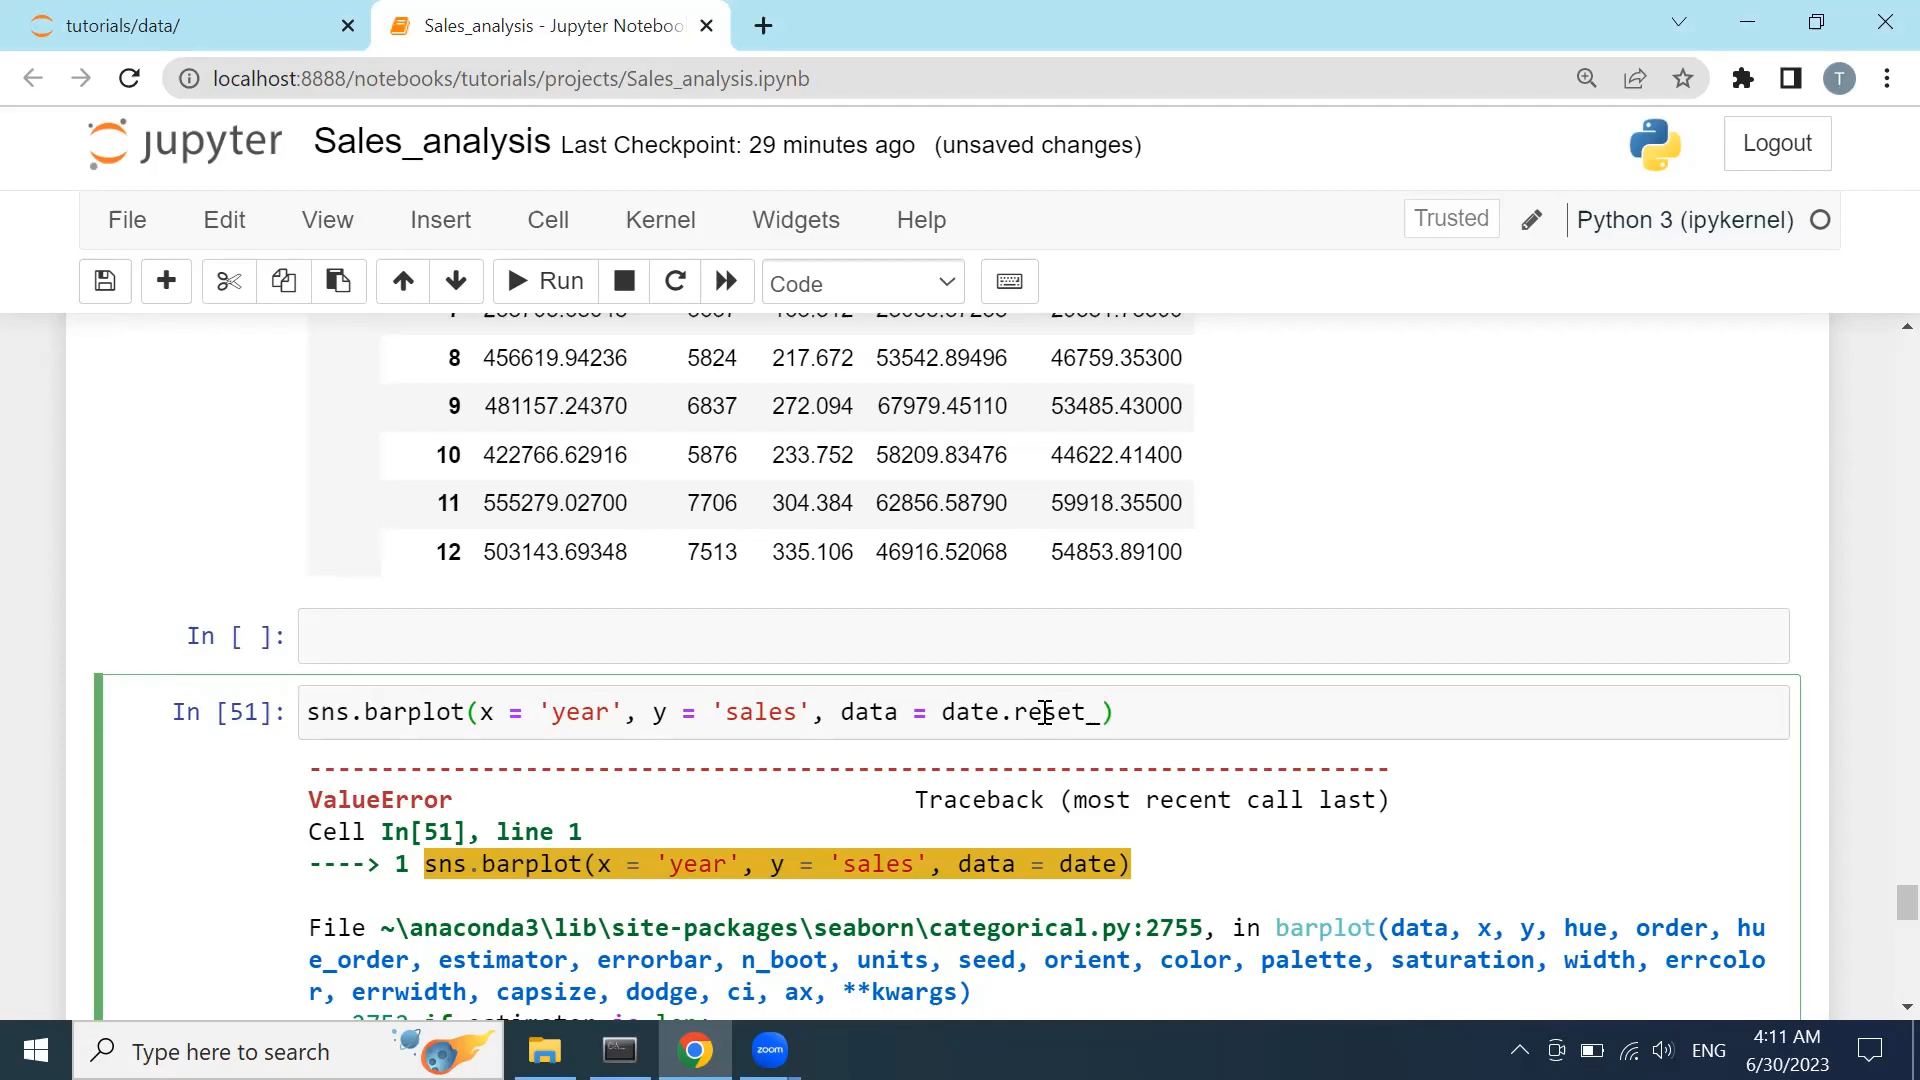 tutorials/data/
Sales_analysis - Jupyter Noteboo
localhost:8888/notebooks/tutorials/projects/Sales_analysis.ipynb
T
jupyter Sales_analysis Last Checkpoint: 29 minutes ago (unsaved changes)
Logout
File Edit View Insert Cell Kernel Widgets Help
Trusted Python 3 (ipykernel)
Run Code
8 456619.94236 5824 217.672 53542.89496 46759.35300
9 481157.24370 6837 272.094 67979.45110 53485.43000
10 422766.62916 5876 233.752 58209.83476 44622.41400
11 555279.02700 7706 304.384 62856.58790 59918.35500
12 503143.69348 7513 335.106 46916.52068 54853.89100
In [ ]:
In [51]: sns.barplot(x = 'year', y = 'sales', data = date.reset_)
---------------------------------------------------------------------------
ValueError Traceback (most recent call last)
Cell In[51], line 1
----> 1 sns.barplot(x = 'year', y = 'sales', data = date)
File ~\anaconda3\lib\site-packages\seaborn\categorical.py:2755, in barplot(data, x, y, hue, order, hu
e_order, estimator, errorbar, n_boot, units, seed, orient, color, palette, saturation, width, errcolo
r, errwidth, capsize, dodge, ci, ax, **kwargs)
Type here to search
zoom
ENG
4:11 AM
6/30/2023